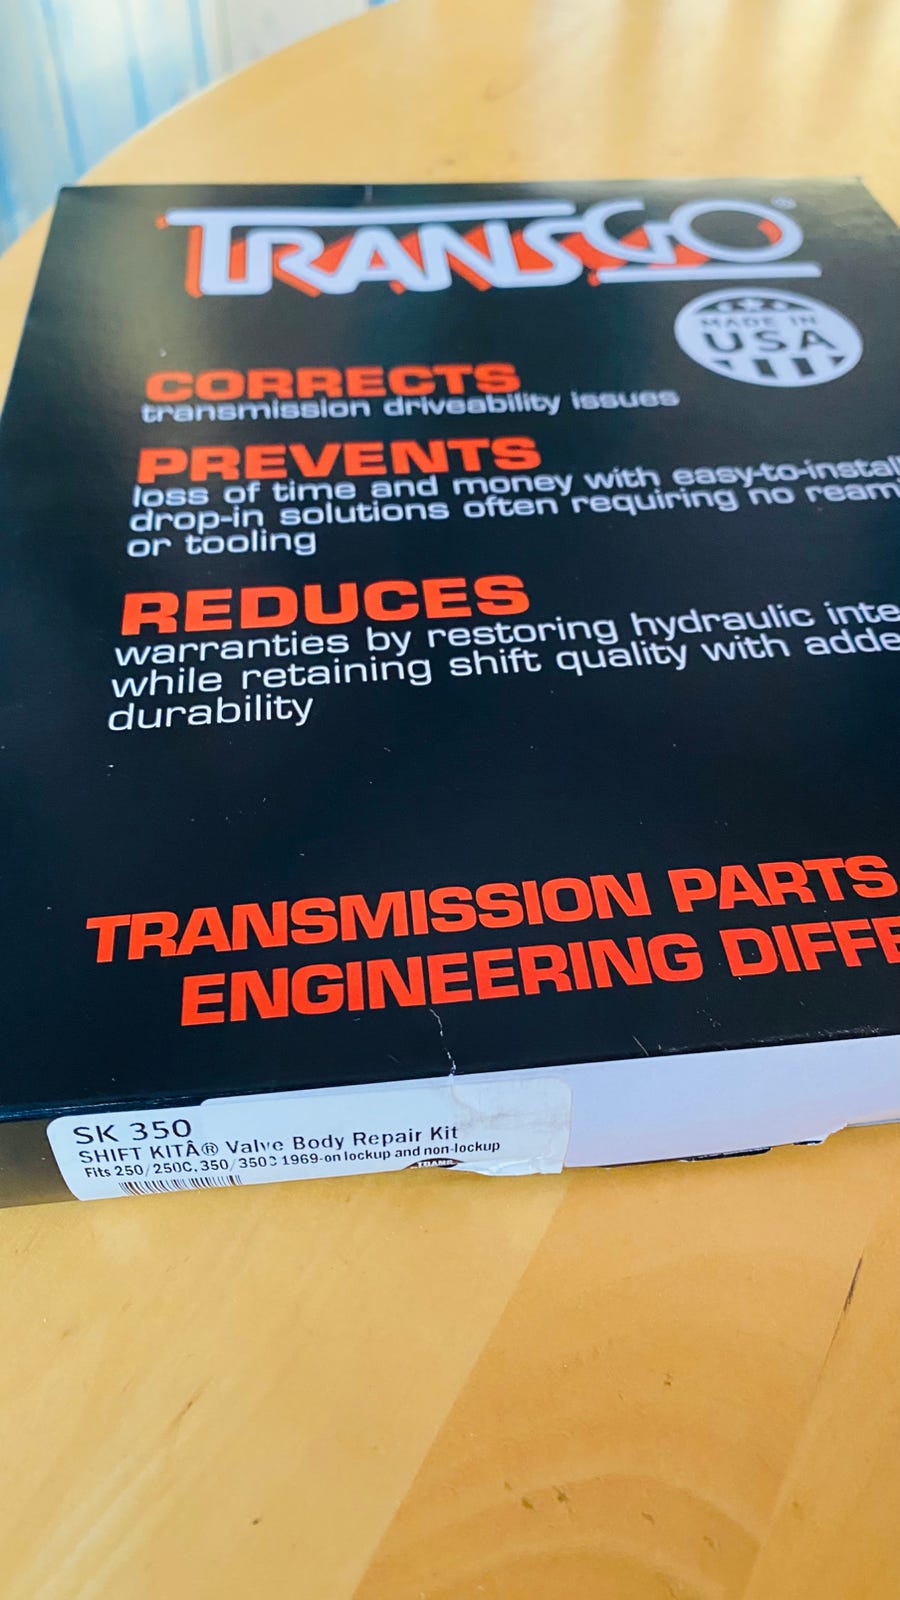 TRANSGO®
MADE IN
USA
CORRECTS
transmission driveability issues
PREVENTS
loss of time and money with easy-to-install
drop-in solutions often requiring no ream
or tooling
REDUCES
warranties by restoring hydraulic inte
while retaining shift quality with adde
durability
TRANSMISSION PARTS
ENGINEERING DIFFE
SK 350
SHIFT KITÂ® Valve Body Repair Kit
Fits 250/250C, 350/350C 1969-on lockup and non-lockup